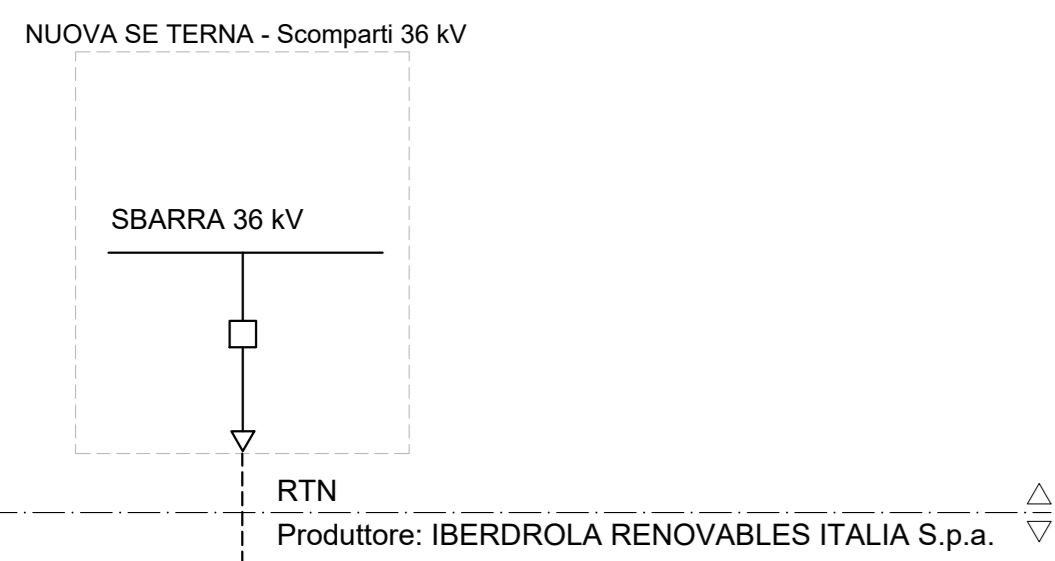 NUOVA SE TERNA - Scomparti 36 kV
SBARRA 36 kV
RTN
Produttore: IBERDROLA RENOVABLES ITALIA S.p.a.